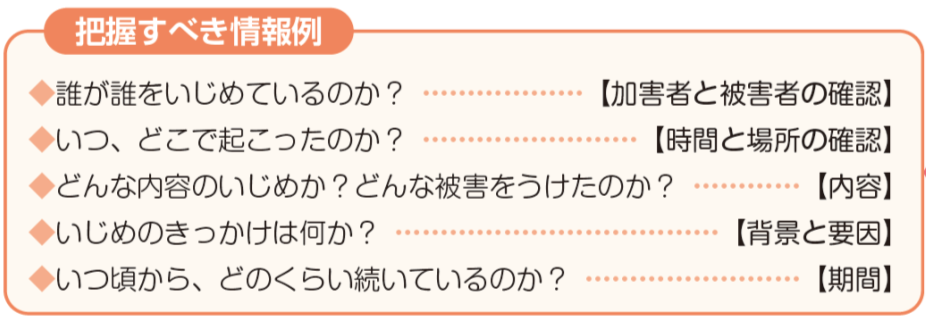 把握すべき情報例
◆誰が誰をいじめているのか？ ………………【加害者と被害者の確認】
◆いつ、どこで起こったのか？ …………………【時間と場所の確認】
◆どんな内容のいじめか？どんな被害をうけたのか？ …………【内容】
◆いじめのきっかけは何か？ ……………………………【背景と要因】
◆いつ頃から、どのくらい続いているのか？ …………………【期間】